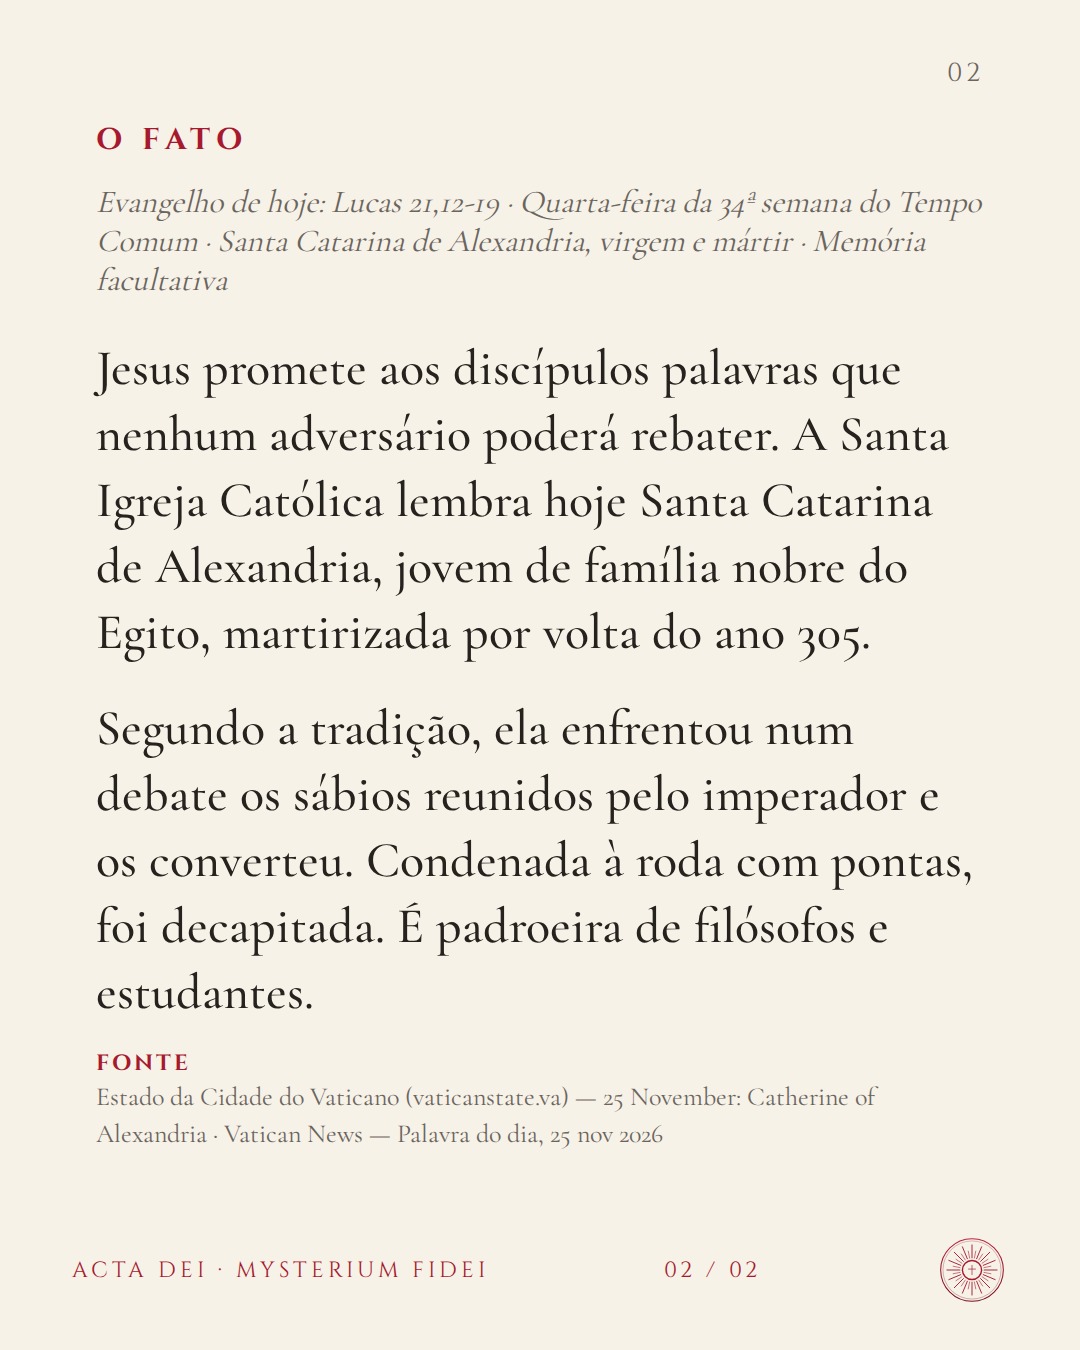 02
O FATO
Evangelho de hoje: Lucas 21,12-19 · Quarta-feira da 34ª semana do Tempo
Comum · Santa Catarina de Alexandria, virgem e mártir · Memória
facultativa
Jesus promete aos discípulos palavras que
nenhum adversário poderá rebater. A Santa
Igreja Católica lembra hoje Santa Catarina
de Alexandria, jovem de família nobre do
Egito, martirizada por volta do ano 305.
Segundo a tradição, ela enfrentou num
debate os sábios reunidos pelo imperador e
os converteu. Condenada à roda com pontas,
foi decapitada. É padroeira de filósofos e
estudantes.
FONTE
Estado da Cidade do Vaticano (vaticanstate.va) — 25 November: Catherine of
Alexandria · Vatican News — Palavra do dia, 25 nov 2026
ACTA DEI · MYSTERIUM FIDEI
02 / 02